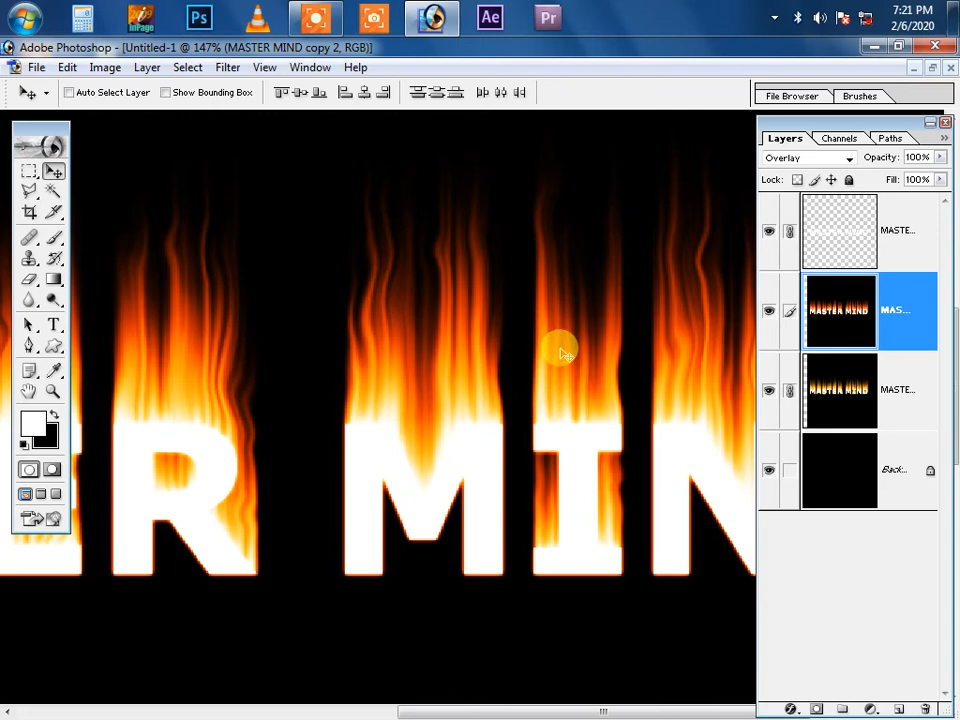 InPage
Ps
Ae
Pr
7:21 PM
2/6/2020
Adobe Photoshop - [Untitled-1 @ 147% (MASTER MIND copy 2, RGB)]
File Edit Image Layer Select Filter View Window Help
Auto Select Layer
Show Bounding Box
File Browser
Brushes
Layers
Channels
Paths
Overlay
Opacity: 100%
Lock:
Fill: 100%
MASTE...
MASTER MIND
MAS...
MASTER MIND
MASTE...
Back...
ER MIN